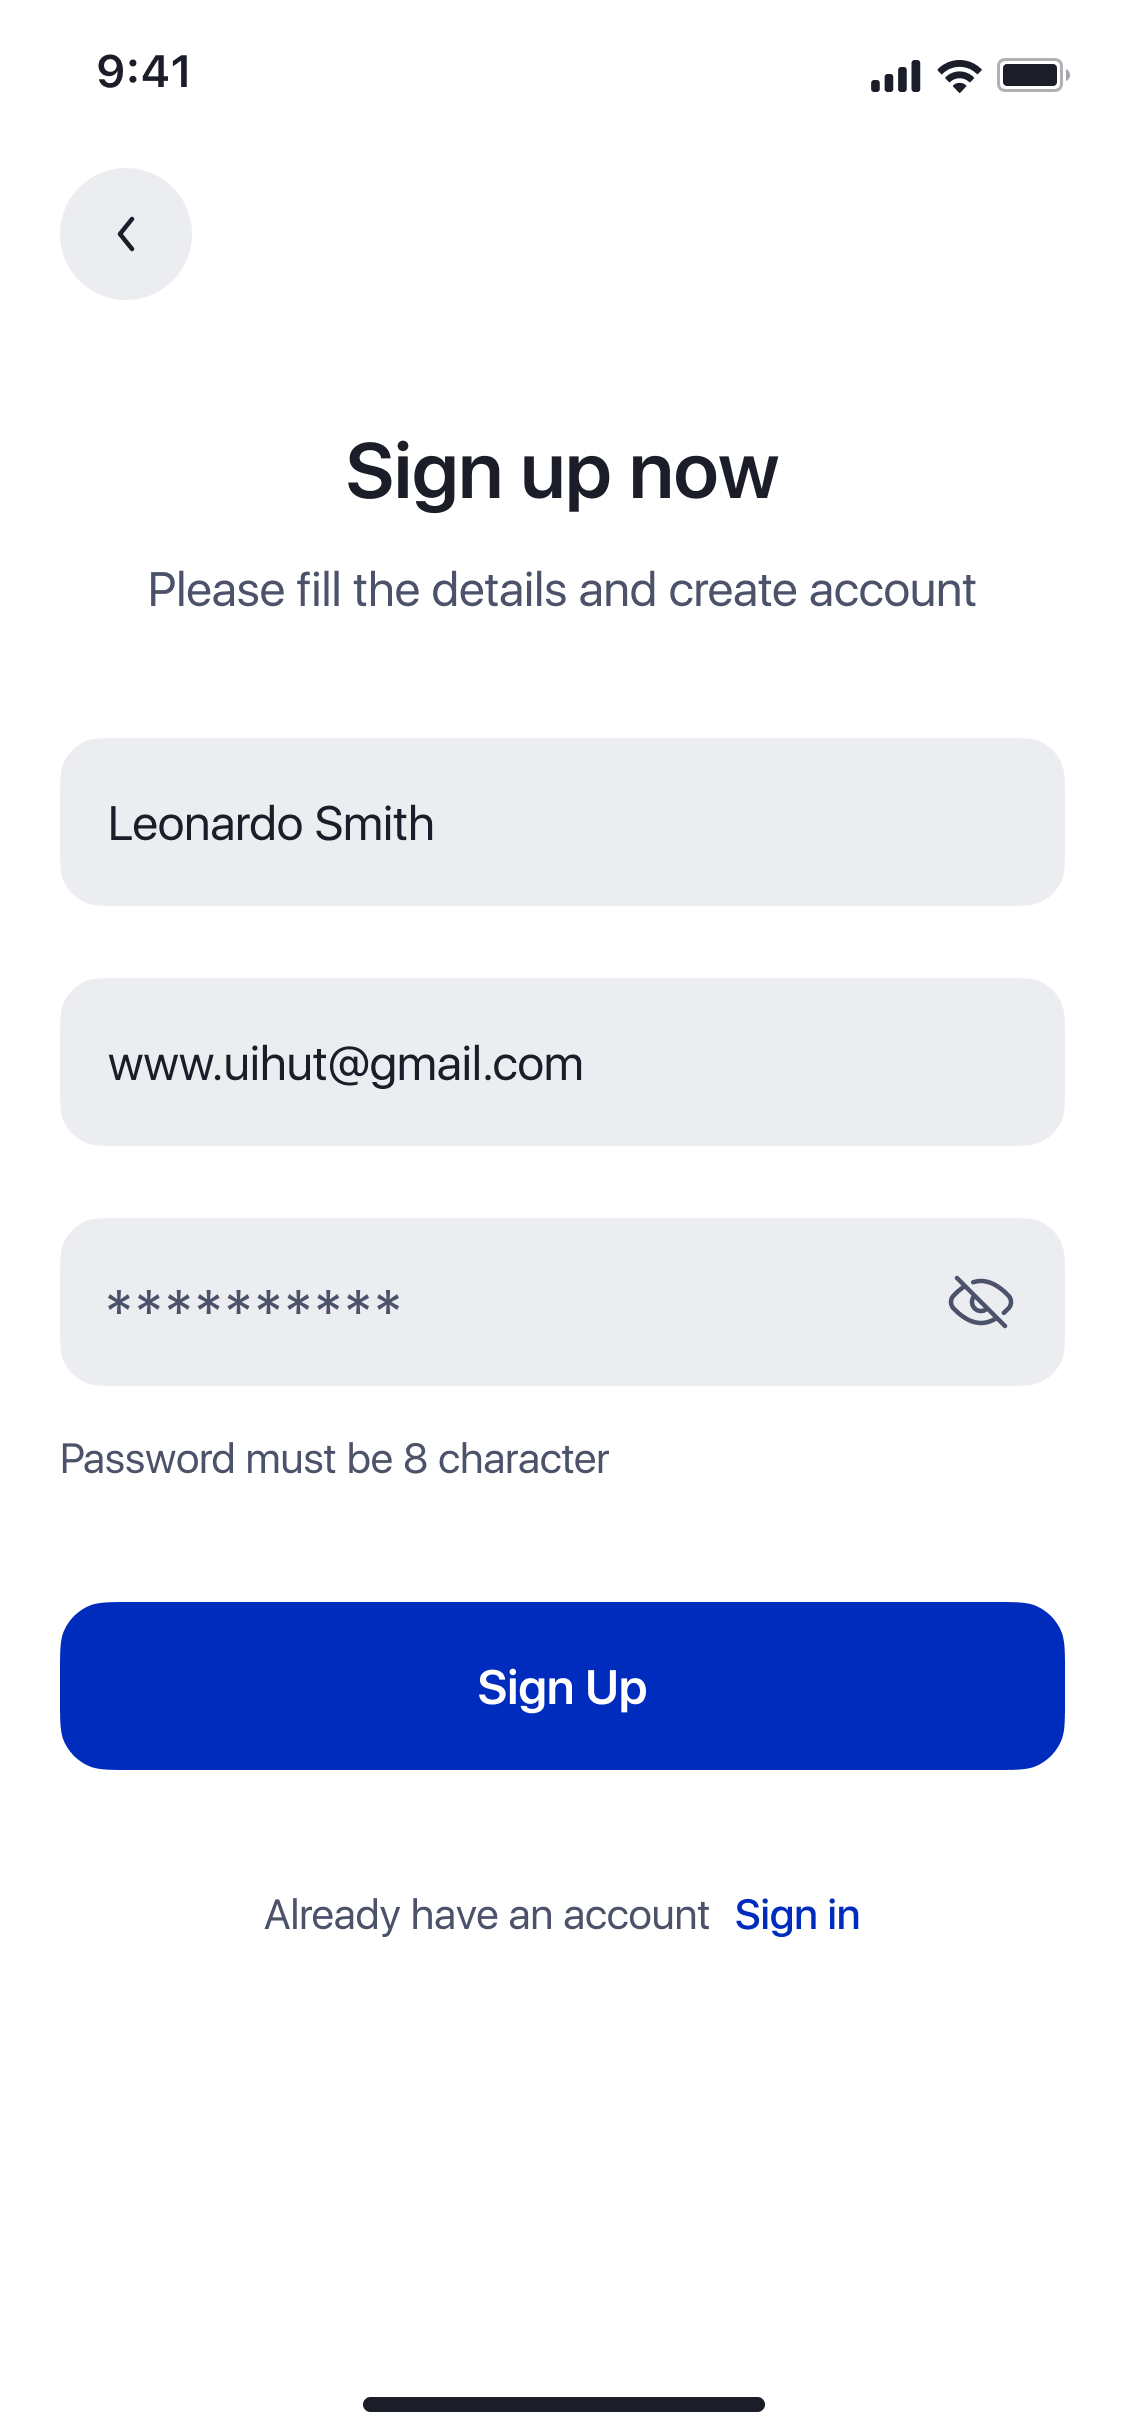 9:41
Sign up now
Please fill the details and create account
Leonardo Smith
www.uihut@gmail.com
**********
Password must be 8 character
Sign Up
Already have an account Sign in